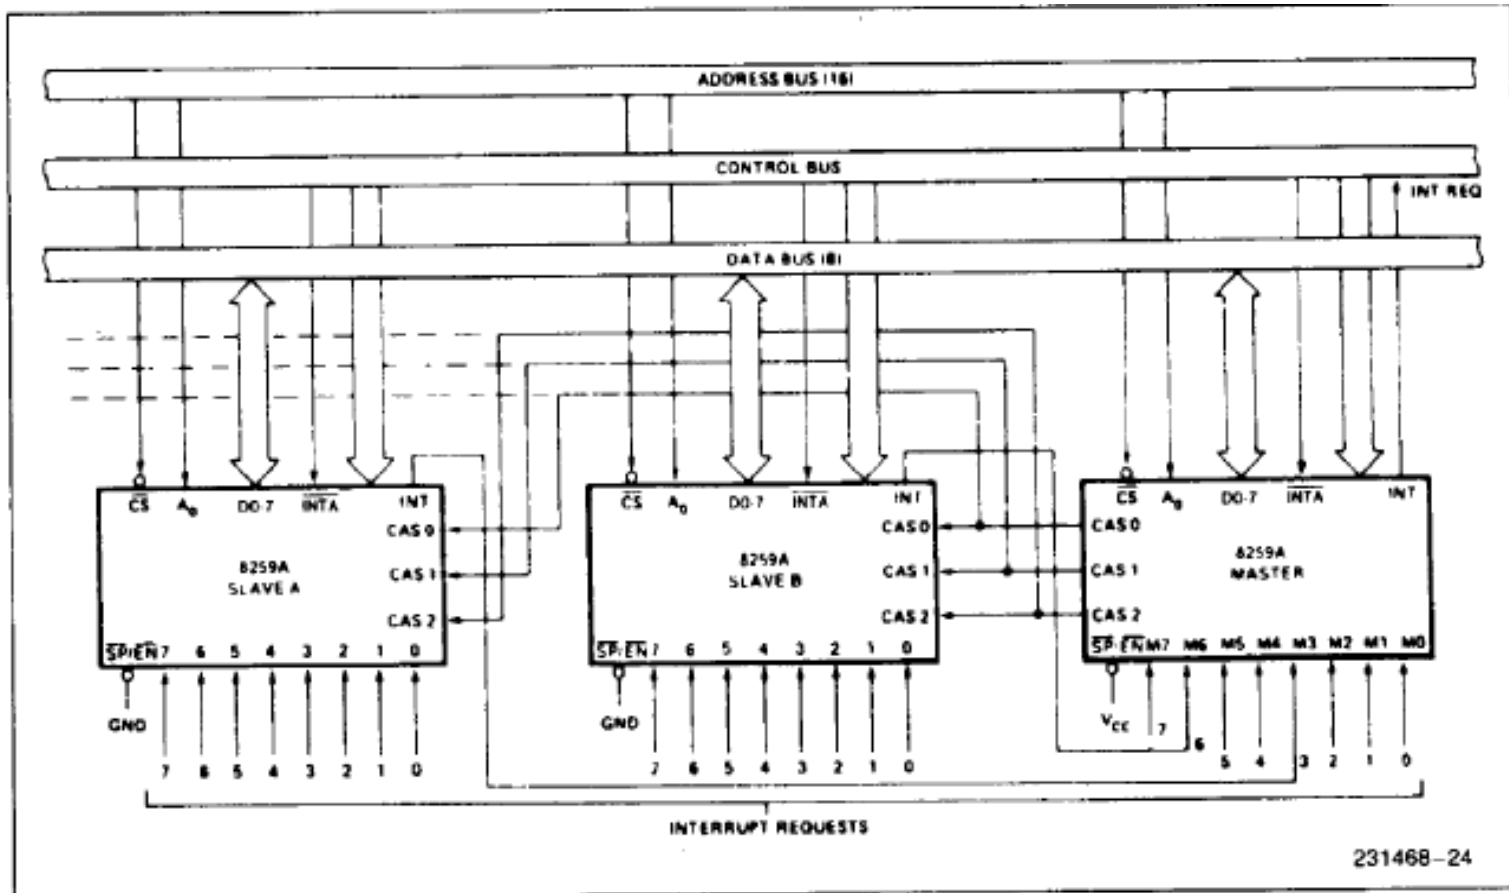 ADDRESS BUS (16)
CONTROL BUS
INT REQ
DATA BUS (8)
CS A0 D0-7 INTA INT
CAS 0
8259A
SLAVE A
CAS 1
CAS 2
SP/EN 7 6 5 4 3 2 1 0
GND
7 6 5 4 3 2 1 0
CS A0 D0-7 INTA INT
CAS 0
8259A
SLAVE B
CAS 1
CAS 2
SP/EN 7 6 5 4 3 2 1 0
GND
7 6 5 4 3 2 1 0
CS A0 D0-7 INTA INT
CAS 0
8259A
MASTER
CAS 1
CAS 2
SP/EN M7 M6 M5 M4 M3 M2 M1 M0
VCC
7 6 5 4 3 2 1 0
INTERRUPT REQUESTS
231468-24